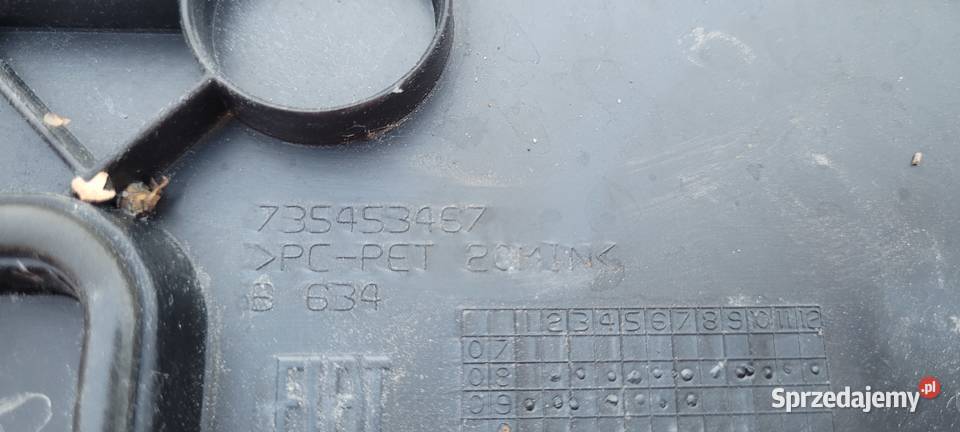 735453467
>PC-PET 20MIN<
B 634
1 2 3 4 5 6 7 8 9 10 11 12
07
08
09
FIAT
Sprzedajemy.pl